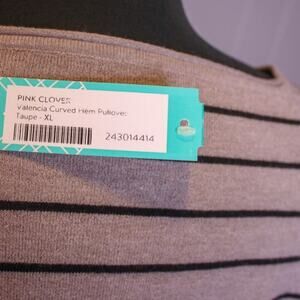 PINK CLOVER
Valencia Curved Hem Pullover
Taupe - XL
243014414